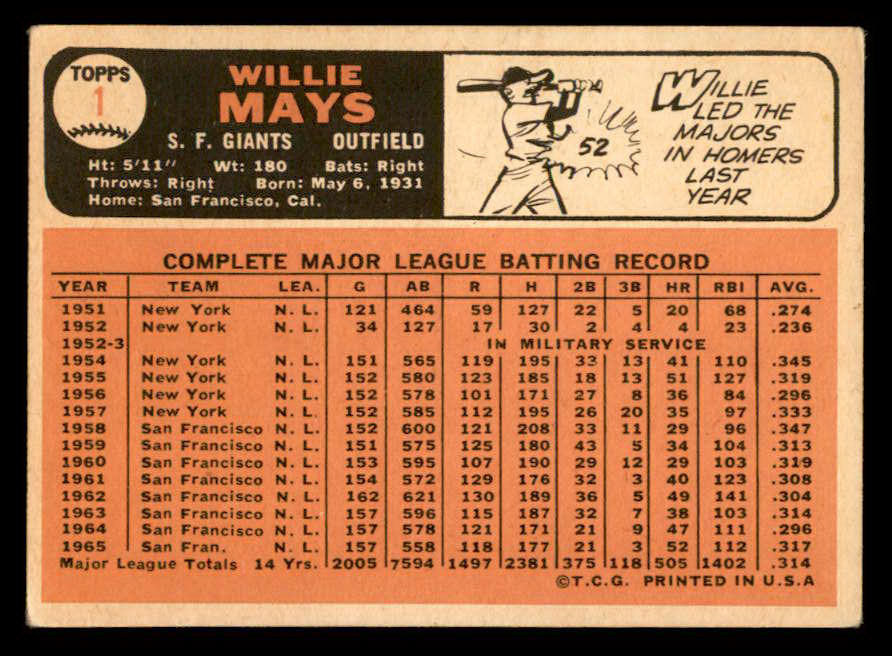 TOPPS
1
WILLIE
MAYS
S. F. GIANTS OUTFIELD
Ht: 5'11" Wt: 180 Bats: Right
Throws: Right Born: May 6, 1931
Home: San Francisco, Cal.
52
WILLIE
LED THE
MAJORS
IN HOMERS
LAST
YEAR
COMPLETE MAJOR LEAGUE BATTING RECORD
YEAR TEAM LEA. G AB R H 2B 3B HR RBI AVG.
1951 New York N. L. 121 464 59 127 22 5 20 68 .274
1952 New York N. L. 34 127 17 30 2 4 4 23 .236
1952-3 IN MILITARY SERVICE
1954 New York N. L. 151 565 119 195 33 13 41 110 .345
1955 New York N. L. 152 580 123 185 18 13 51 127 .319
1956 New York N. L. 152 578 101 171 27 8 36 84 .296
1957 New York N. L. 152 585 112 195 26 20 35 97 .333
1958 San Francisco N. L. 152 600 121 208 33 11 29 96 .347
1959 San Francisco N. L. 151 575 125 180 43 5 34 104 .313
1960 San Francisco N. L. 153 595 107 190 29 12 29 103 .319
1961 San Francisco N. L. 154 572 129 176 32 3 40 123 .308
1962 San Francisco N. L. 162 621 130 189 36 5 49 141 .304
1963 San Francisco N. L. 157 596 115 187 32 7 38 103 .314
1964 San Francisco N. L. 157 578 121 171 21 9 47 111 .296
1965 San Fran. N. L. 157 558 118 177 21 3 52 112 .317
Major League Totals 14 Yrs. 2005 7594 1497 2381 375 118 505 1402 .314
©T.C.G. PRINTED IN U.S.A